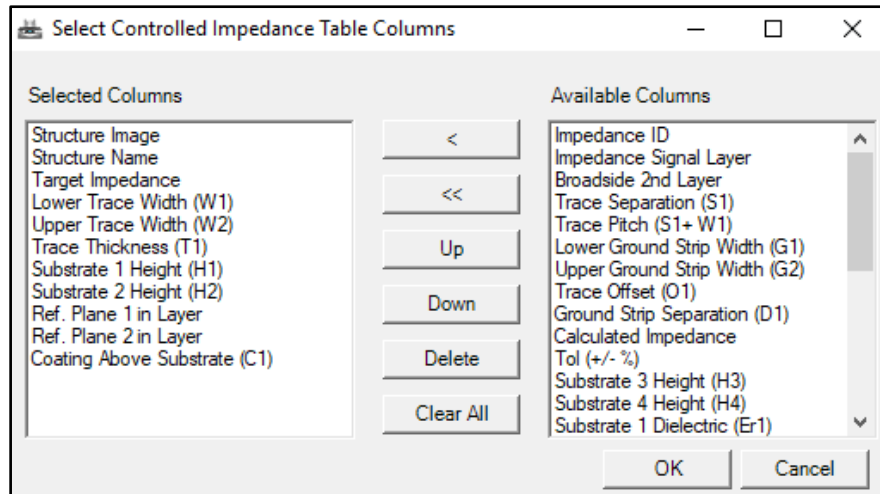 Select Controlled Impedance Table Columns
Selected Columns
Structure Image
Structure Name
Target Impedance
Lower Trace Width (W1)
Upper Trace Width (W2)
Trace Thickness (T1)
Substrate 1 Height (H1)
Substrate 2 Height (H2)
Ref. Plane 1 in Layer
Ref. Plane 2 in Layer
Coating Above Substrate (C1)
<
<<
Up
Down
Delete
Clear All
Available Columns
Impedance ID
Impedance Signal Layer
Broadside 2nd Layer
Trace Separation (S1)
Trace Pitch (S1+ W1)
Lower Ground Strip Width (G1)
Upper Ground Strip Width (G2)
Trace Offset (O1)
Ground Strip Separation (D1)
Calculated Impedance
Tol (+/- %)
Substrate 3 Height (H3)
Substrate 4 Height (H4)
Substrate 1 Dielectric (Er1)
OK
Cancel